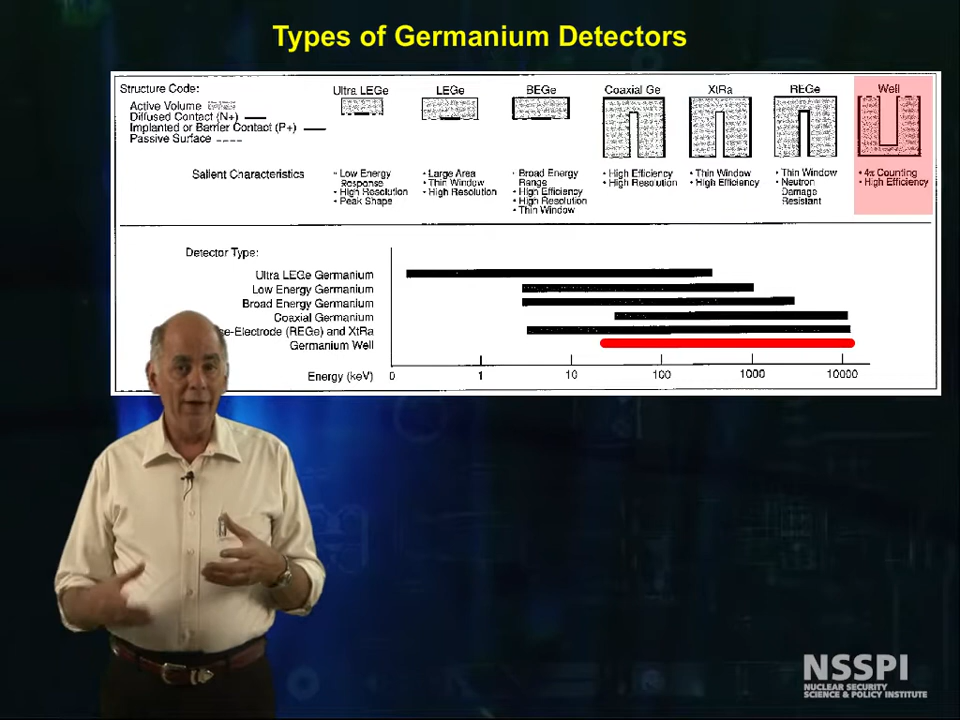 Types of Germanium Detectors
Structure Code:
Active Volume
Diffused Contact (N+)
Implanted or Barrier Contact (P+)
Passive Surface
Ultra LEGe
LEGe
BEGe
Coaxial Ge
XtRa
REGe
Well
Salient Characteristics
• Low Energy
Response
• High Resolution
• Peak Shape
• Large Area
• Thin Window
• High Resolution
• Broad Energy
Range
• High Efficiency
• High Resolution
• Thin Window
• High Efficiency
• High Resolution
• Thin Window
• High Efficiency
• Thin Window
• Neutron
Damage
Resistant
• 4π Counting
• High Efficiency
Detector Type:
Ultra LEGe Germanium
Low Energy Germanium
Broad Energy Germanium
Coaxial Germanium
se-Electrode (REGe) and XtRa
Germanium Well
Energy (keV) 0 1 10 100 1000 10000
NSSPI
NUCLEAR SECURITY
SCIENCE & POLICY INSTITUTE